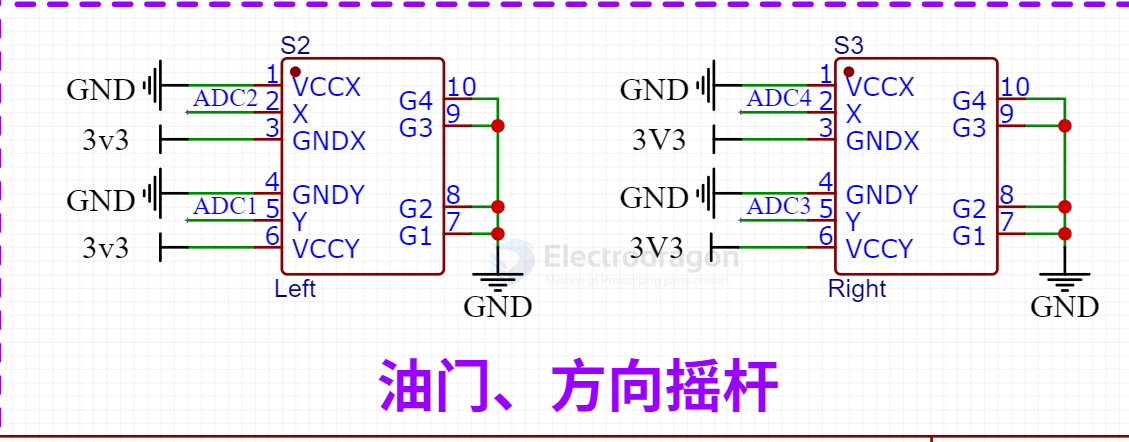 S2
GND
1
VCCX
ADC2
2
X
3v3
3
GNDX
GND
4
GNDY
ADC1
5
Y
3v3
6
VCCY
10
G4
9
G3
8
G2
7
G1
Left
GND
S3
GND
1
VCCX
ADC4
2
X
3V3
3
GNDX
GND
4
GNDY
ADC3
5
Y
3V3
6
VCCY
10
G4
9
G3
8
G2
7
G1
Right
GND
Electrodragon
Millions of Prototyping parts online!
油门、方向摇杆